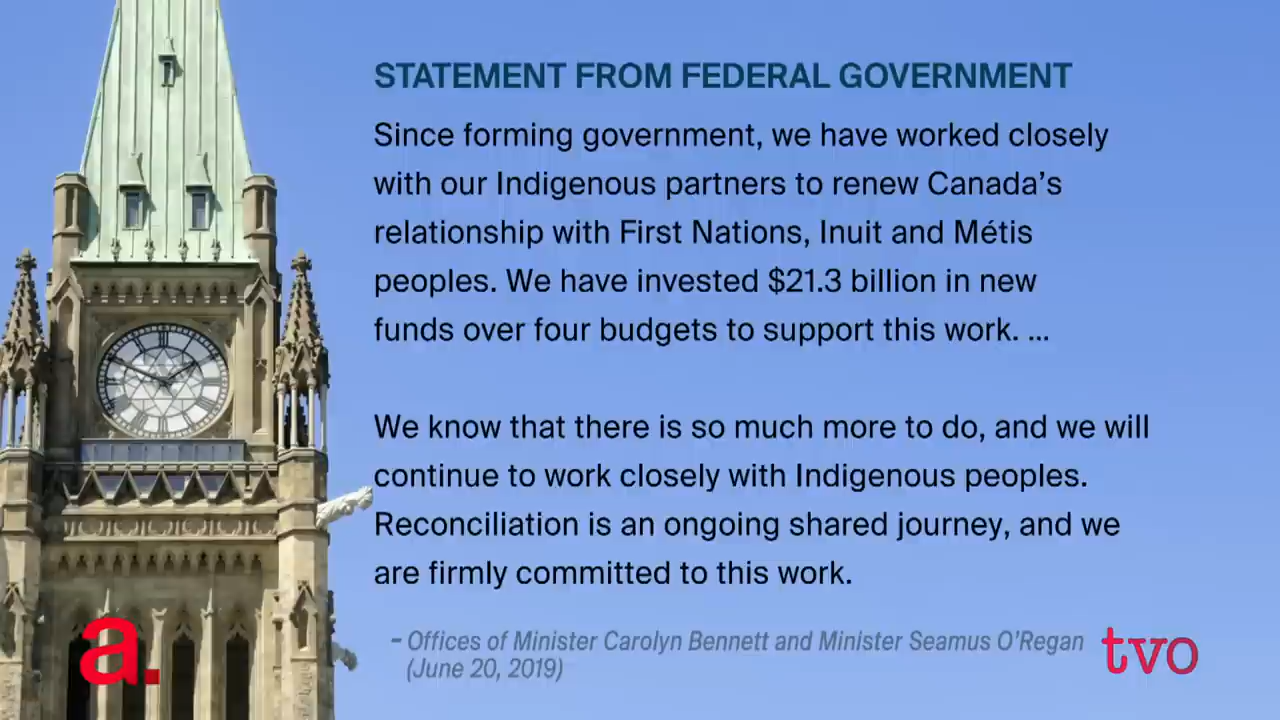 STATEMENT FROM FEDERAL GOVERNMENT
Since forming government, we have worked closely
with our Indigenous partners to renew Canada’s
relationship with First Nations, Inuit and Métis
peoples. We have invested $21.3 billion in new
funds over four budgets to support this work. ...
We know that there is so much more to do, and we will
continue to work closely with Indigenous peoples.
Reconciliation is an ongoing shared journey, and we
are firmly committed to this work.
– Offices of Minister Carolyn Bennett and Minister Seamus O’Regan
(June 20, 2019)
a.
tvo